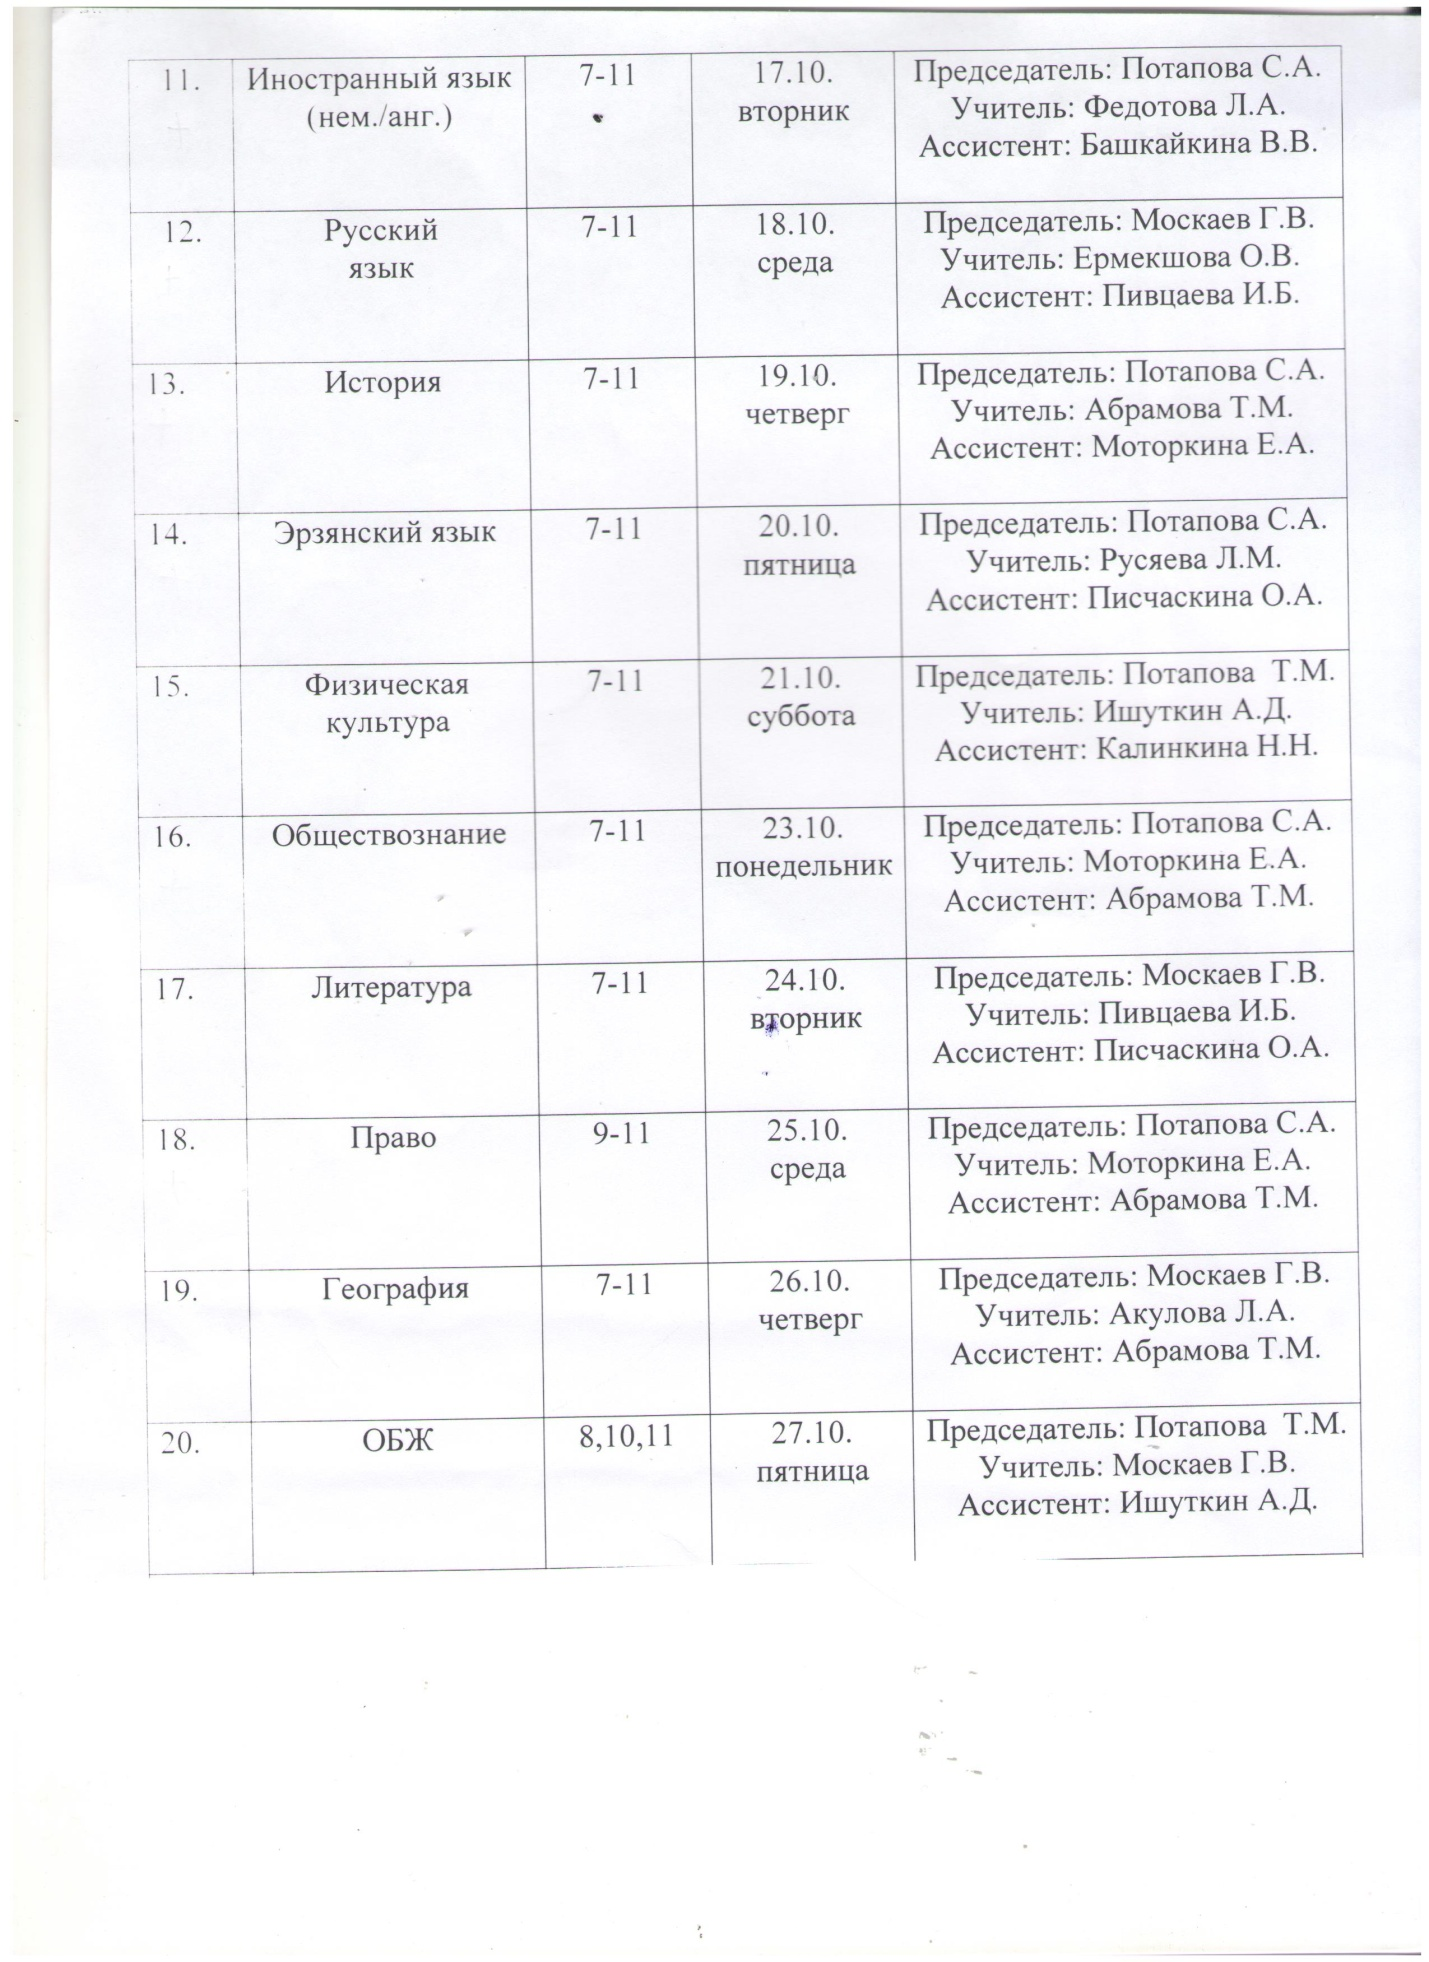 11. Иностранный язык 7-11 17.10. Председатель: Потапова С.А.
(нем./анг.) вторник Учитель: Федотова Л.А.
Ассистент: Башкайкина В.В.
12. Русский 7-11 18.10. Председатель: Москаев Г.В.
язык среда Учитель: Ермекшова О.В.
Ассистент: Пивцаева И.Б.
13. История 7-11 19.10. Председатель: Потапова С.А.
четверг Учитель: Абрамова Т.М.
Ассистент: Моторкина Е.А.
14. Эрзянский язык 7-11 20.10. Председатель: Потапова С.А.
пятница Учитель: Русяева Л.М.
Ассистент: Писчаскина О.А.
15. Физическая 7-11 21.10. Председатель: Потапова Т.М.
культура суббота Учитель: Ишуткин А.Д.
Ассистент: Калинкина Н.Н.
16. Обществознание 7-11 23.10. Председатель: Потапова С.А.
понедельник Учитель: Моторкина Е.А.
Ассистент: Абрамова Т.М.
17. Литература 7-11 24.10. Председатель: Москаев Г.В.
вторник Учитель: Пивцаева И.Б.
Ассистент: Писчаскина О.А.
18. Право 9-11 25.10. Председатель: Потапова С.А.
среда Учитель: Моторкина Е.А.
Ассистент: Абрамова Т.М.
19. География 7-11 26.10. Председатель: Москаев Г.В.
четверг Учитель: Акулова Л.А.
Ассистент: Абрамова Т.М.
20. ОБЖ 8,10,11 27.10. Председатель: Потапова Т.М.
пятница Учитель: Москаев Г.В.
Ассистент: Ишуткин А.Д.